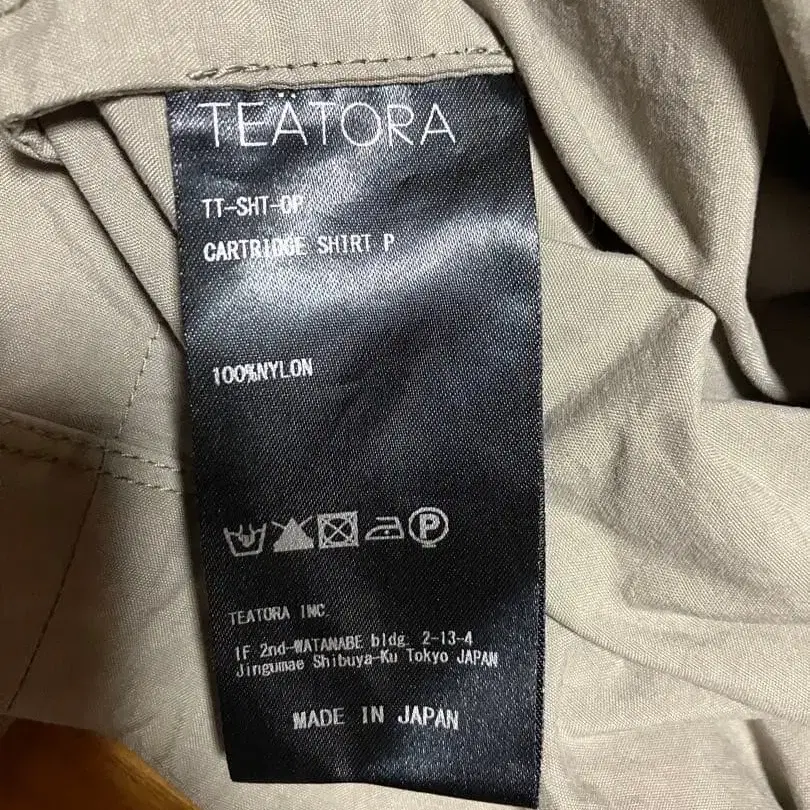 TEÄTORA
TT-SHT-OP
CARTRIDGE SHIRT P
100%NYLON
P
TEATORA INC.
1F 2nd-WATANABE bldg. 2-13-4
Jingumae Shibuya-Ku Tokyo JAPAN
MADE IN JAPAN